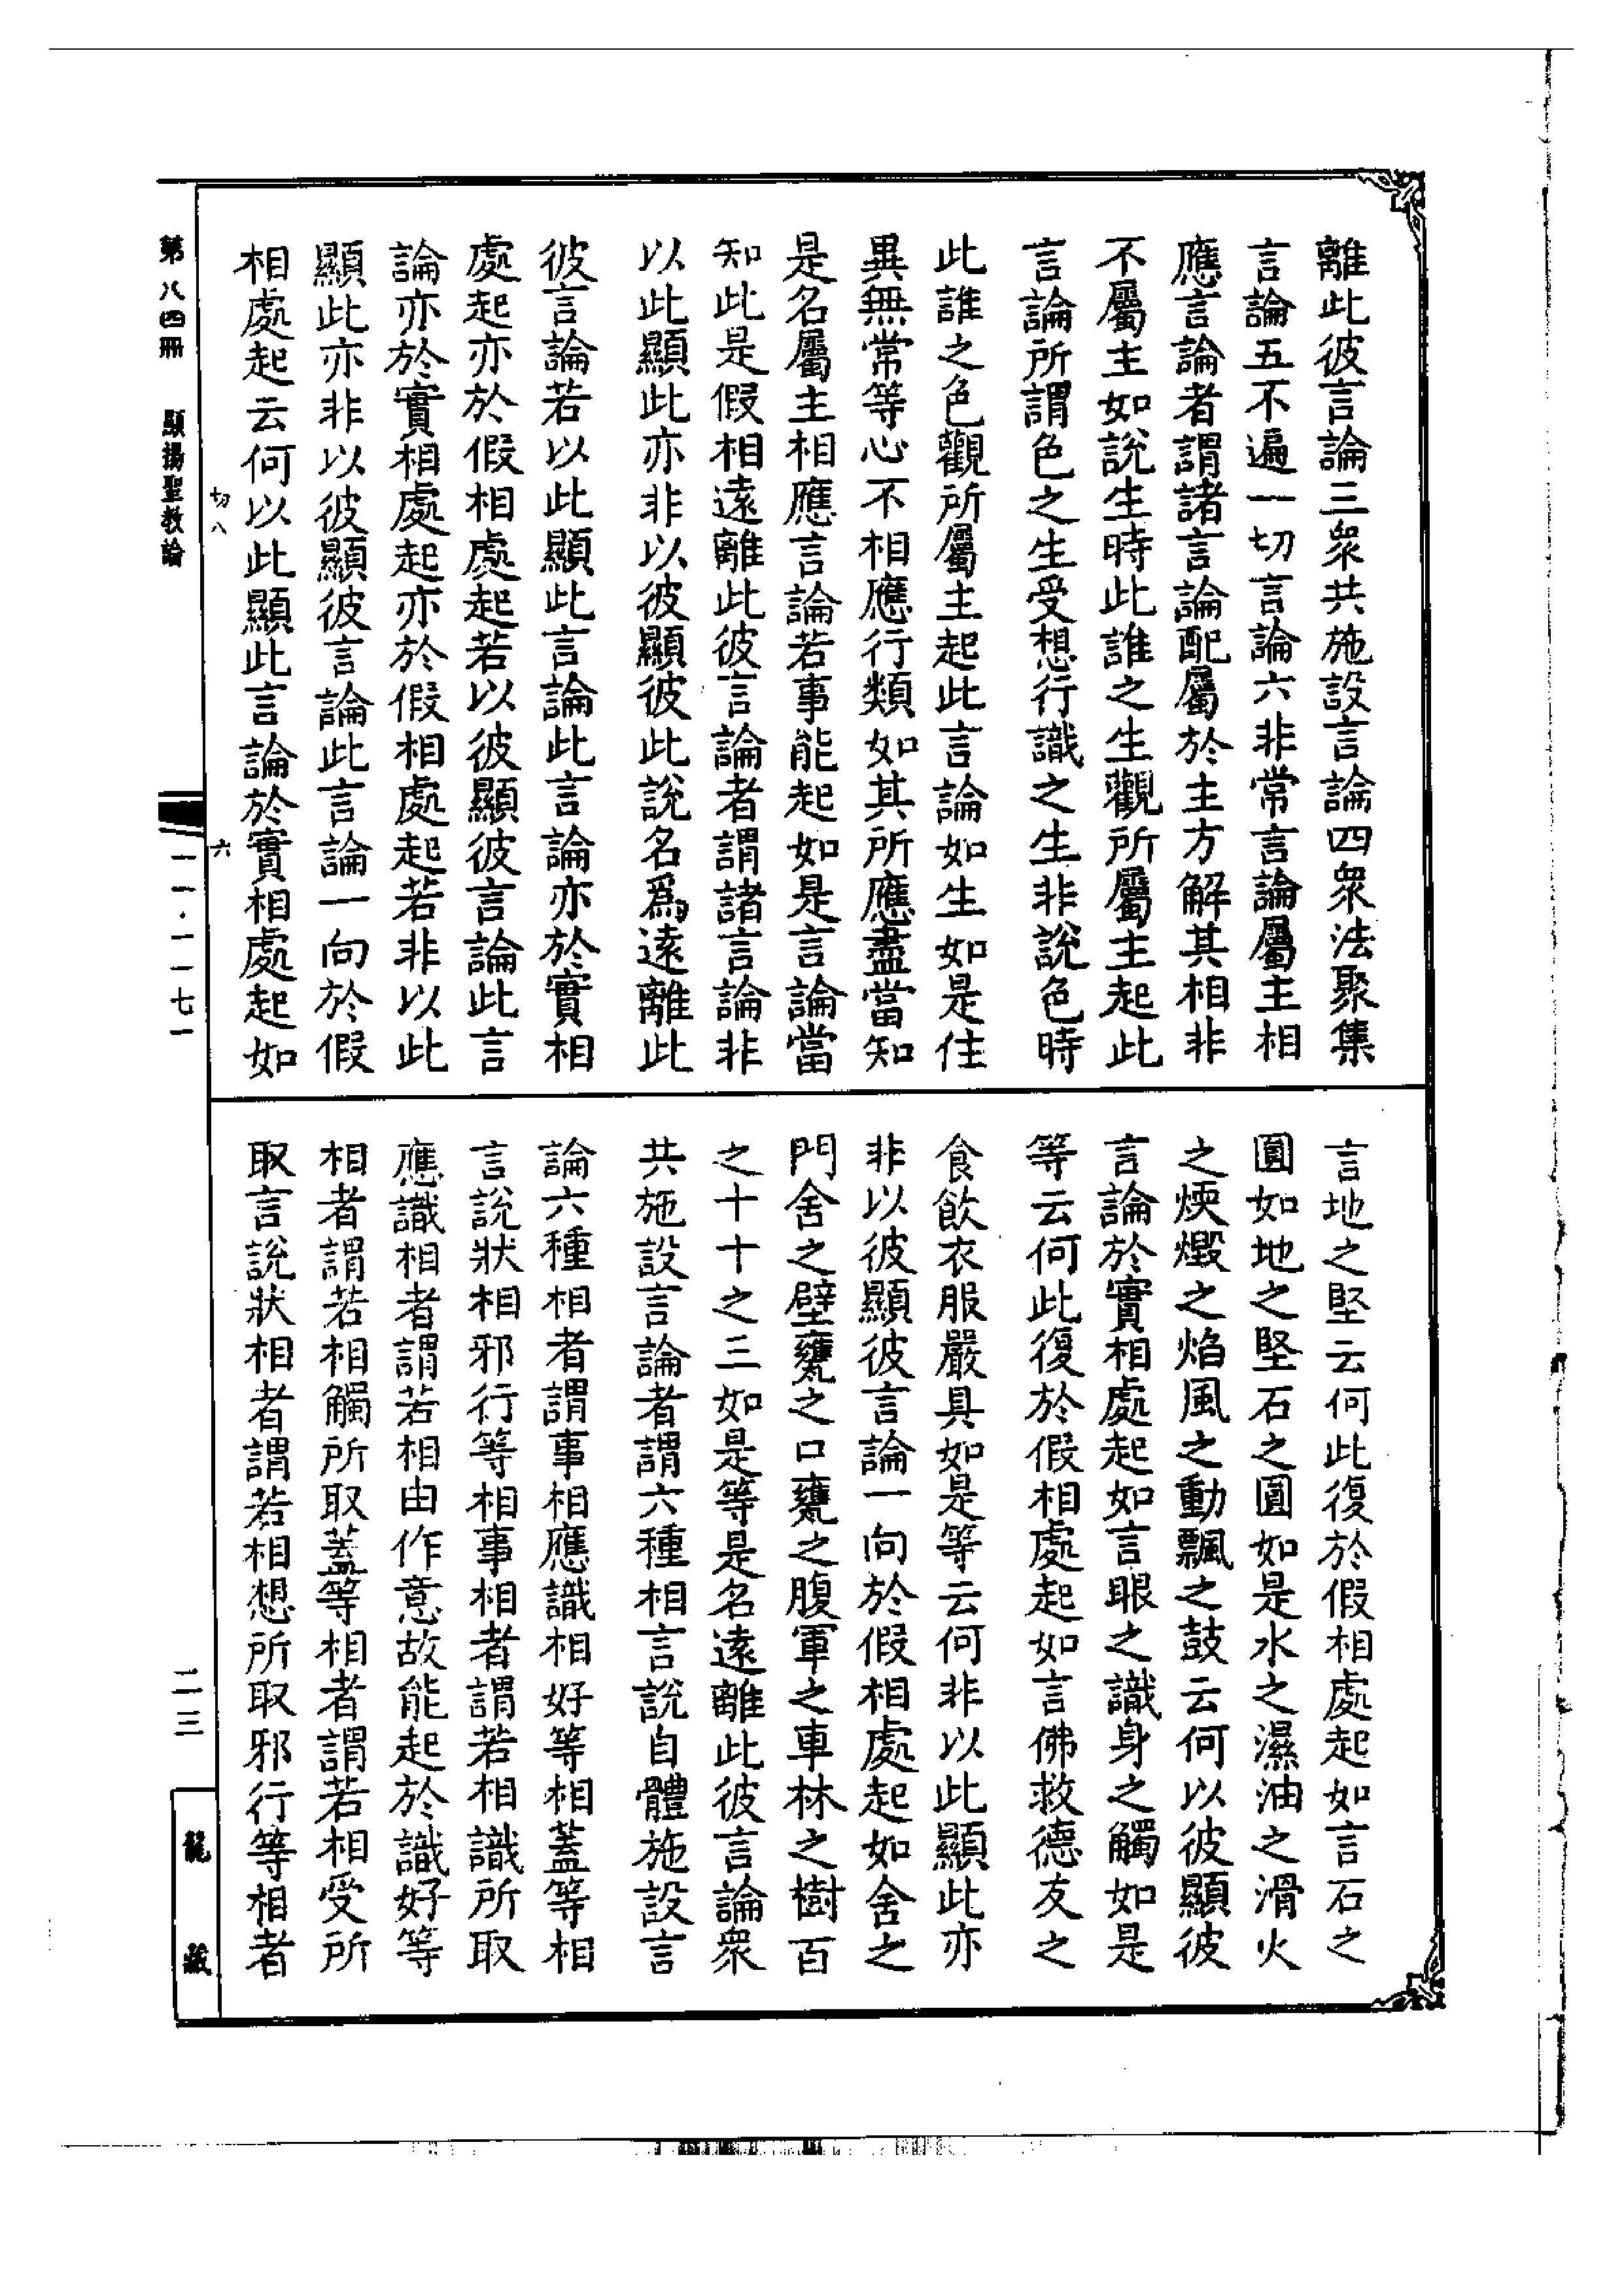 離此彼言論三衆共施設言論四衆法聚集
言論五不遍一切言論六非常言論屬主相
應言論者謂諸言論配屬於主方解其相非
不屬主如說生時此誰之生觀所屬主起此
言論所謂色之生受想行識之生非說色時
此誰之色觀所屬主起此言論如生如是住
異無常等心不相應行類如其所應盡當知
是名屬主相應言論若事能起如是言論當
知此是假相遠離此彼言論者謂諸言論非
以此顯此亦非以彼顯彼此說名爲遠離此
彼言論若以此顯此言論此言論亦於實相
處起亦於假相處起若以彼顯彼言論此言
論亦於實相處起亦於假相處起若非以此
顯此亦非以彼顯彼言論此言論一向於假
相處起云何以此顯此言論於實相處起如
言地之堅云何此復於假相處起如言石之
圓如地之堅石之圓如是水之濕油之滑火
之煗燬之焰風之動飄之鼓云何以彼顯彼
言論於實相處起如言眼之識身之觸如是
等云何此復於假相處起如言佛救德友之
食飲衣服嚴具如是等云何非以此顯此亦
非以彼顯彼言論一向於假相處起如舍之
門舍之壁甕之口甕之腹軍之車林之樹百
之十十之三如是等是名遠離此彼言論衆
共施設言論者謂六種相言說自體施設言
論六種相者謂事相應識相好等相蓋等相
言說狀相邪行等相事相者謂若相識所取
應識相者謂若相由作意故能起於識好等
相者謂若相觸所取蓋等相者謂若相受所
取言說狀相者謂若相想所取邪行等相者
第八四冊 顯揚聖教論
切八
六
一一·一一七一
二三
龍藏